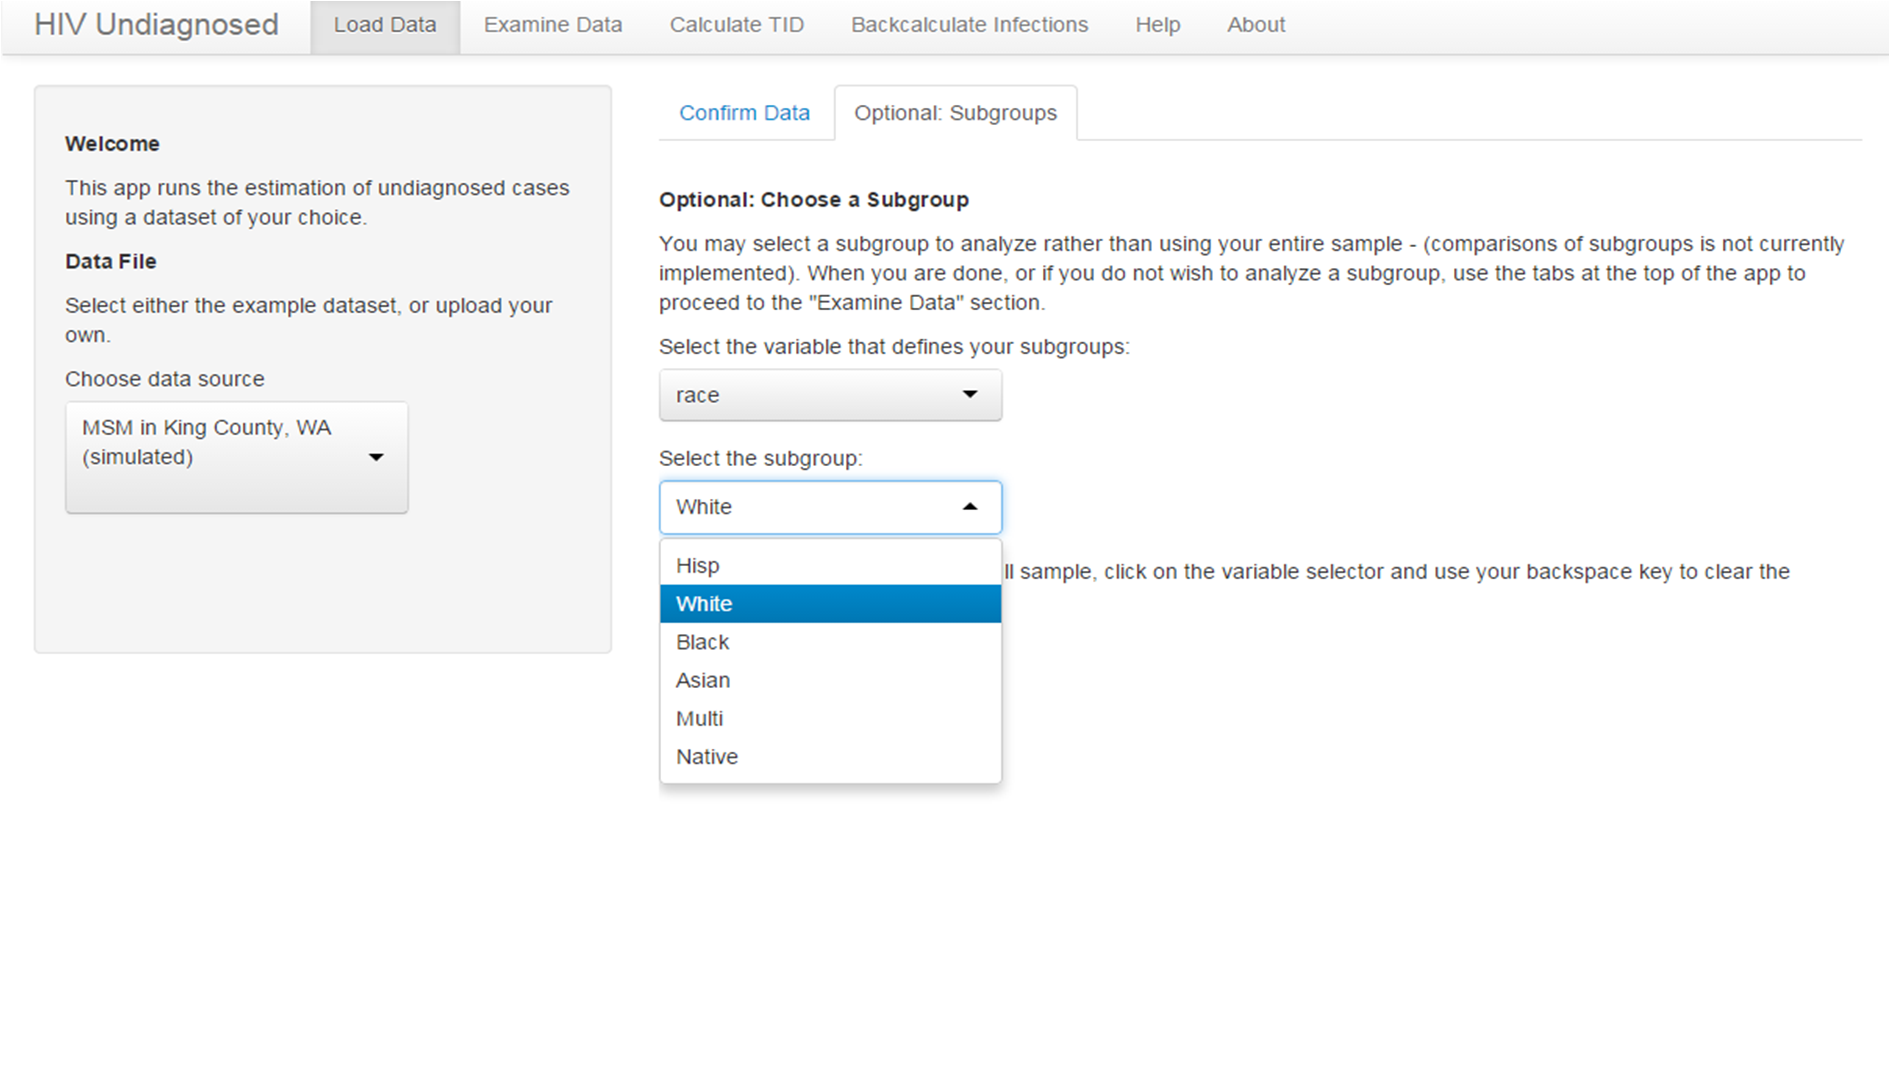 HIV Undiagnosed Load Data Examine Data Calculate TID Backcalculate Infections Help About
Welcome
This app runs the estimation of undiagnosed cases
using a dataset of your choice.
Data File
Select either the example dataset, or upload your
own.
Choose data source
MSM in King County, WA
(simulated)
Confirm Data Optional: Subgroups
Optional: Choose a Subgroup
You may select a subgroup to analyze rather than using your entire sample - (comparisons of subgroups is not currently
implemented). When you are done, or if you do not wish to analyze a subgroup, use the tabs at the top of the app to
proceed to the "Examine Data" section.
Select the variable that defines your subgroups:
race
Select the subgroup:
White
Hisp
White
Black
Asian
Multi
Native
ll sample, click on the variable selector and use your backspace key to clear the